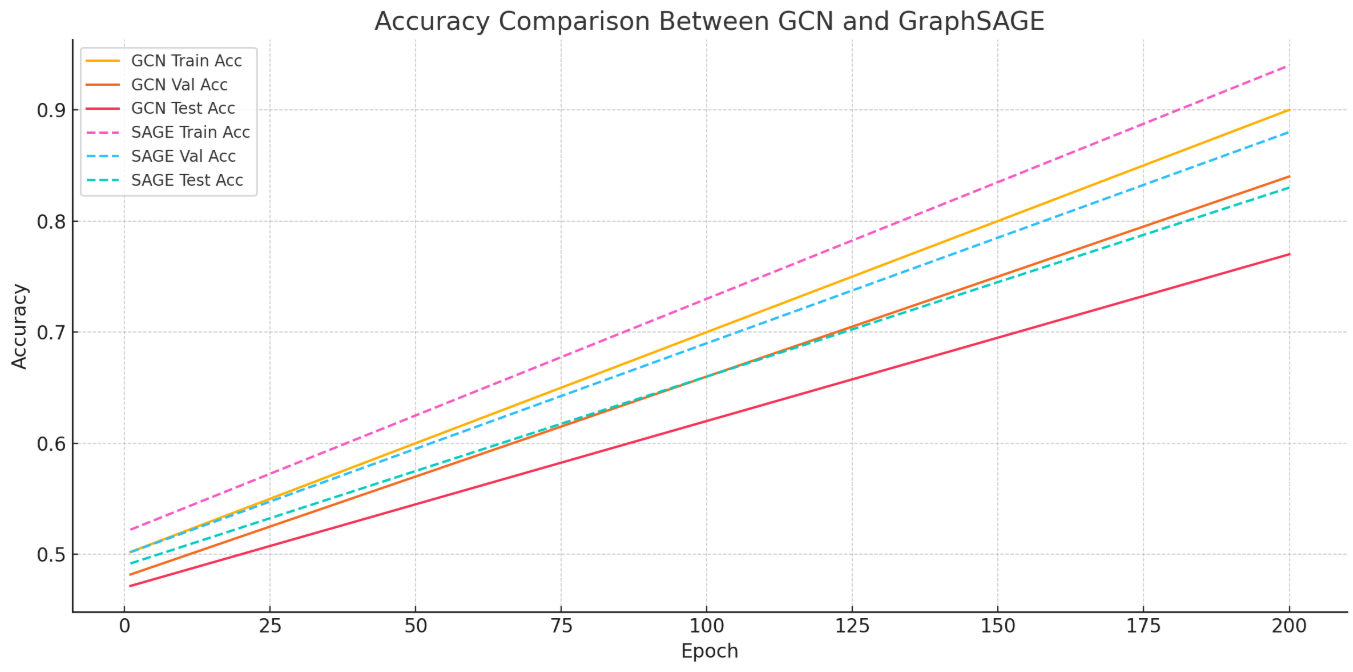 Accuracy Comparison Between GCN and GraphSAGE
GCN Train Acc
GCN Val Acc
GCN Test Acc
SAGE Train Acc
SAGE Val Acc
SAGE Test Acc
Accuracy
0.9
0.8
0.7
0.6
0.5
0 25 50 75 100 125 150 175 200
Epoch